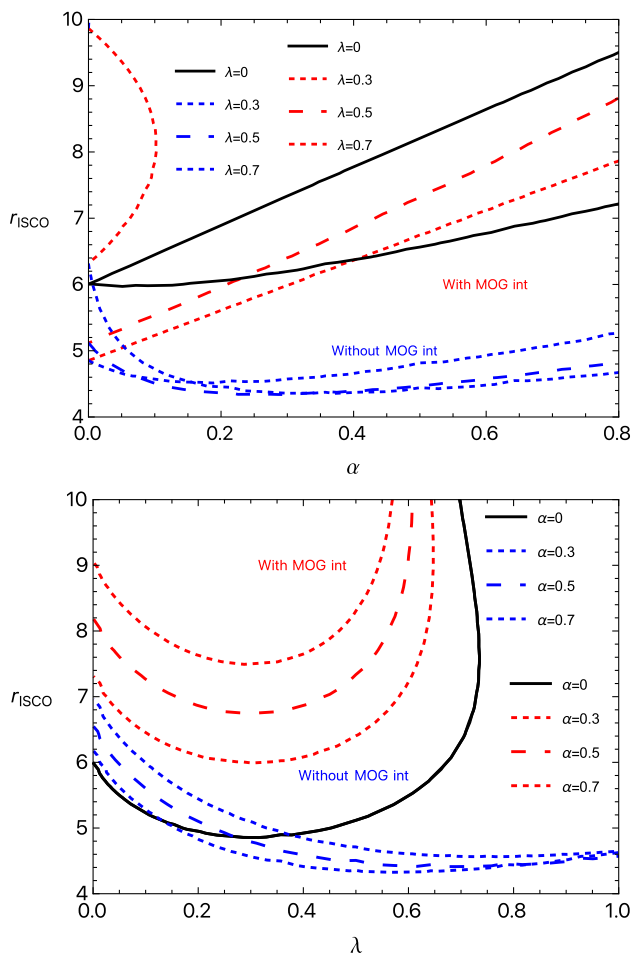 10
9
8
7
6
5
4
r_ISCO
λ=0
λ=0.3
λ=0.5
λ=0.7
λ=0
λ=0.3
λ=0.5
λ=0.7
With MOG int
Without MOG int
0.0 0.2 0.4 0.6 0.8
α
10
9
8
7
6
5
4
r_ISCO
With MOG int
Without MOG int
α=0
α=0.3
α=0.5
α=0.7
α=0
α=0.3
α=0.5
α=0.7
0.0 0.2 0.4 0.6 0.8 1.0
λ